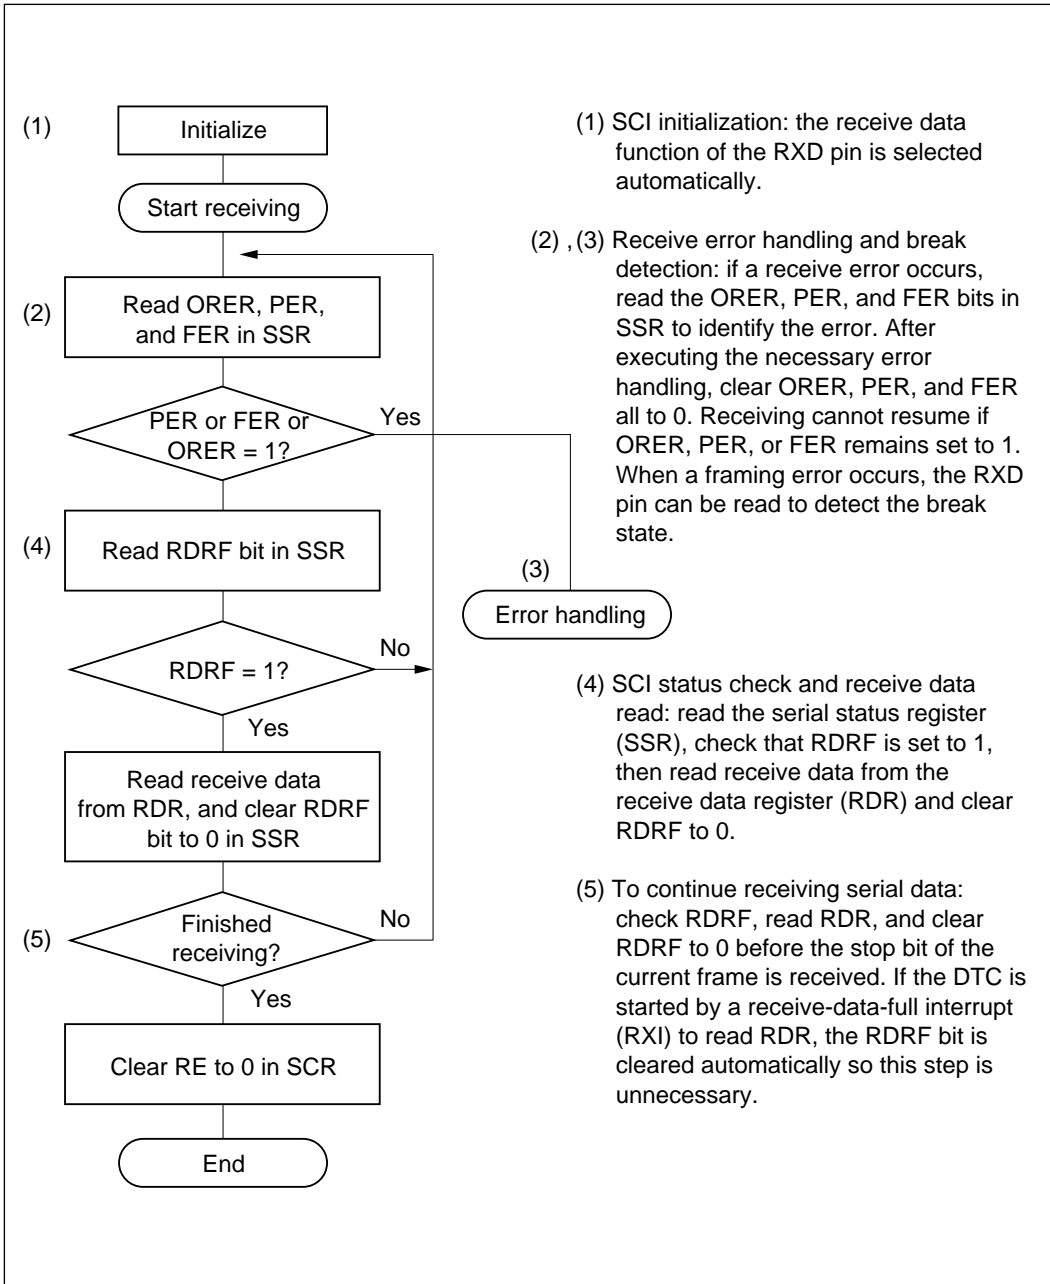 (1)
Initialize
Start receiving
(2)
Read ORER, PER,
and FER in SSR
PER or FER or
ORER = 1?
Yes
(3)
Error handling
(4)
Read RDRF bit in SSR
RDRF = 1?
No
Yes
Read receive data
from RDR, and clear RDRF
bit to 0 in SSR
(5)
Finished
receiving?
No
Yes
Clear RE to 0 in SCR
End
(1) SCI initialization: the receive data
function of the RXD pin is selected
automatically.
(2) , (3) Receive error handling and break
detection: if a receive error occurs,
read the ORER, PER, and FER bits in
SSR to identify the error. After
executing the necessary error
handling, clear ORER, PER, and FER
all to 0. Receiving cannot resume if
ORER, PER, or FER remains set to 1.
When a framing error occurs, the RXD
pin can be read to detect the break
state.
(4) SCI status check and receive data
read: read the serial status register
(SSR), check that RDRF is set to 1,
then read receive data from the
receive data register (RDR) and clear
RDRF to 0.
(5) To continue receiving serial data:
check RDRF, read RDR, and clear
RDRF to 0 before the stop bit of the
current frame is received. If the DTC is
started by a receive-data-full interrupt
(RXI) to read RDR, the RDRF bit is
cleared automatically so this step is
unnecessary.